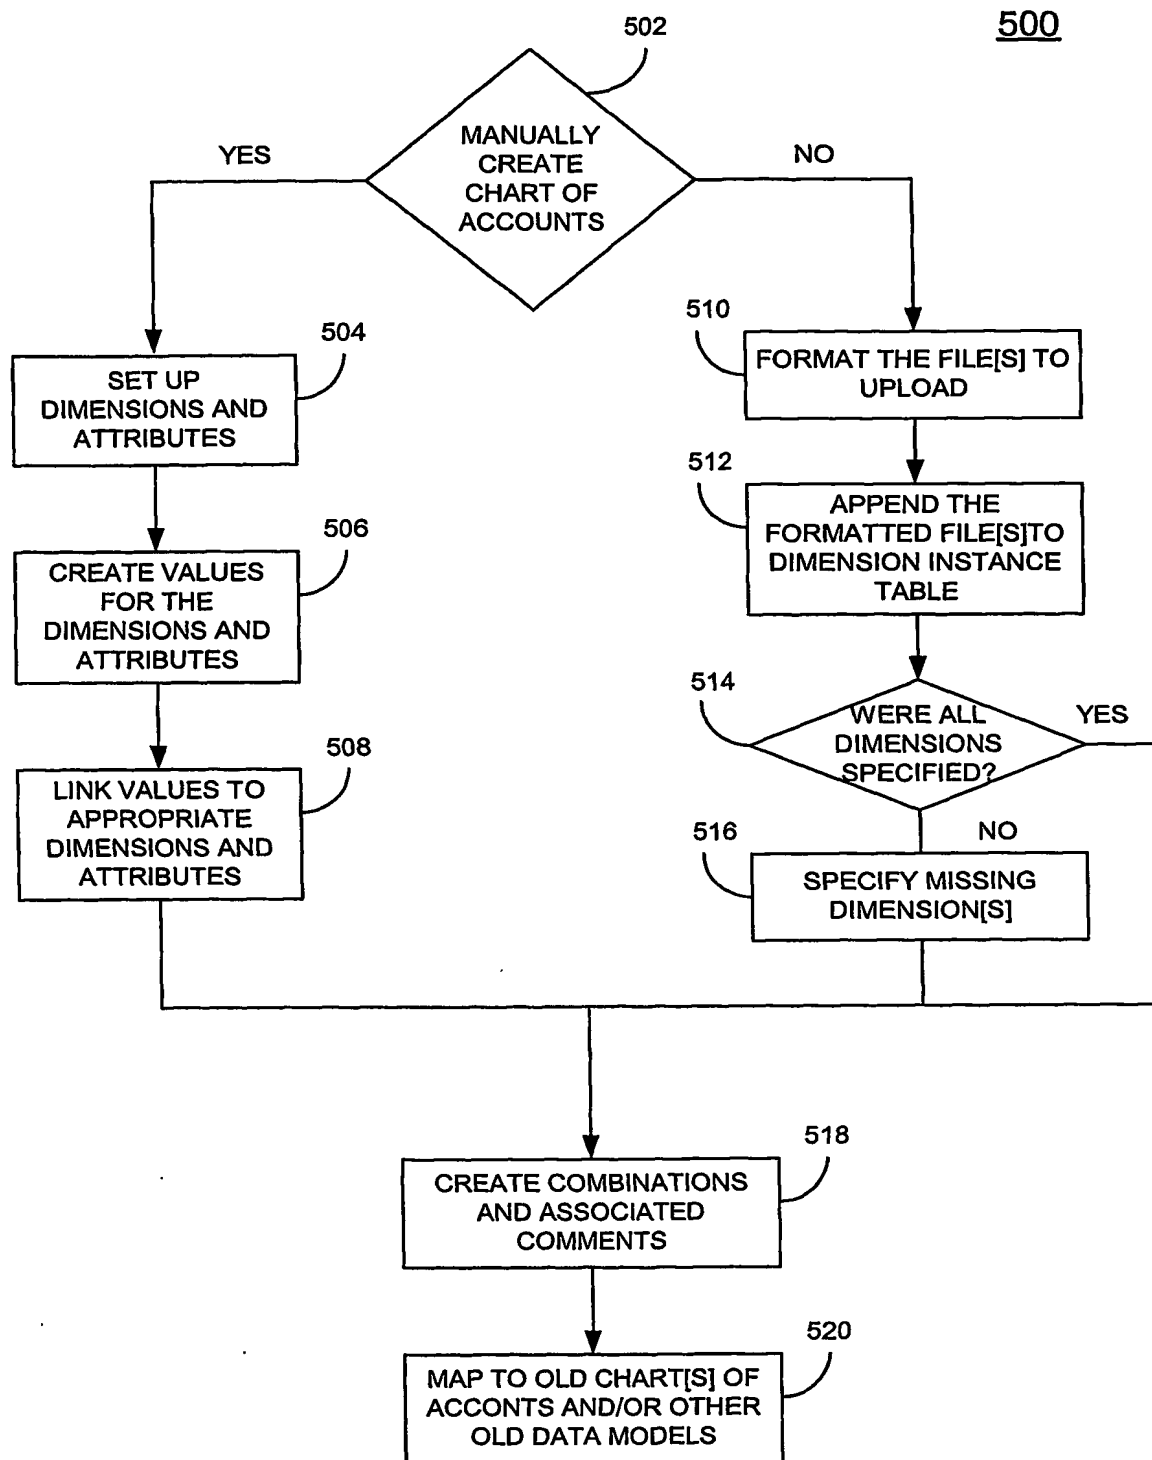 500
502
MANUALLY
CREATE
CHART OF
ACCOUNTS
YES
NO
504
SET UP
DIMENSIONS AND
ATTRIBUTES
506
CREATE VALUES
FOR THE
DIMENSIONS AND
ATTRIBUTES
508
LINK VALUES TO
APPROPRIATE
DIMENSIONS AND
ATTRIBUTES
510
FORMAT THE FILE[S] TO
UPLOAD
512
APPEND THE
FORMATTED FILE[S]TO
DIMENSION INSTANCE
TABLE
514
WERE ALL
DIMENSIONS
SPECIFIED?
YES
NO
516
SPECIFY MISSING
DIMENSION[S]
518
CREATE COMBINATIONS
AND ASSOCIATED
COMMENTS
520
MAP TO OLD CHART[S] OF
ACCONTS AND/OR OTHER
OLD DATA MODELS